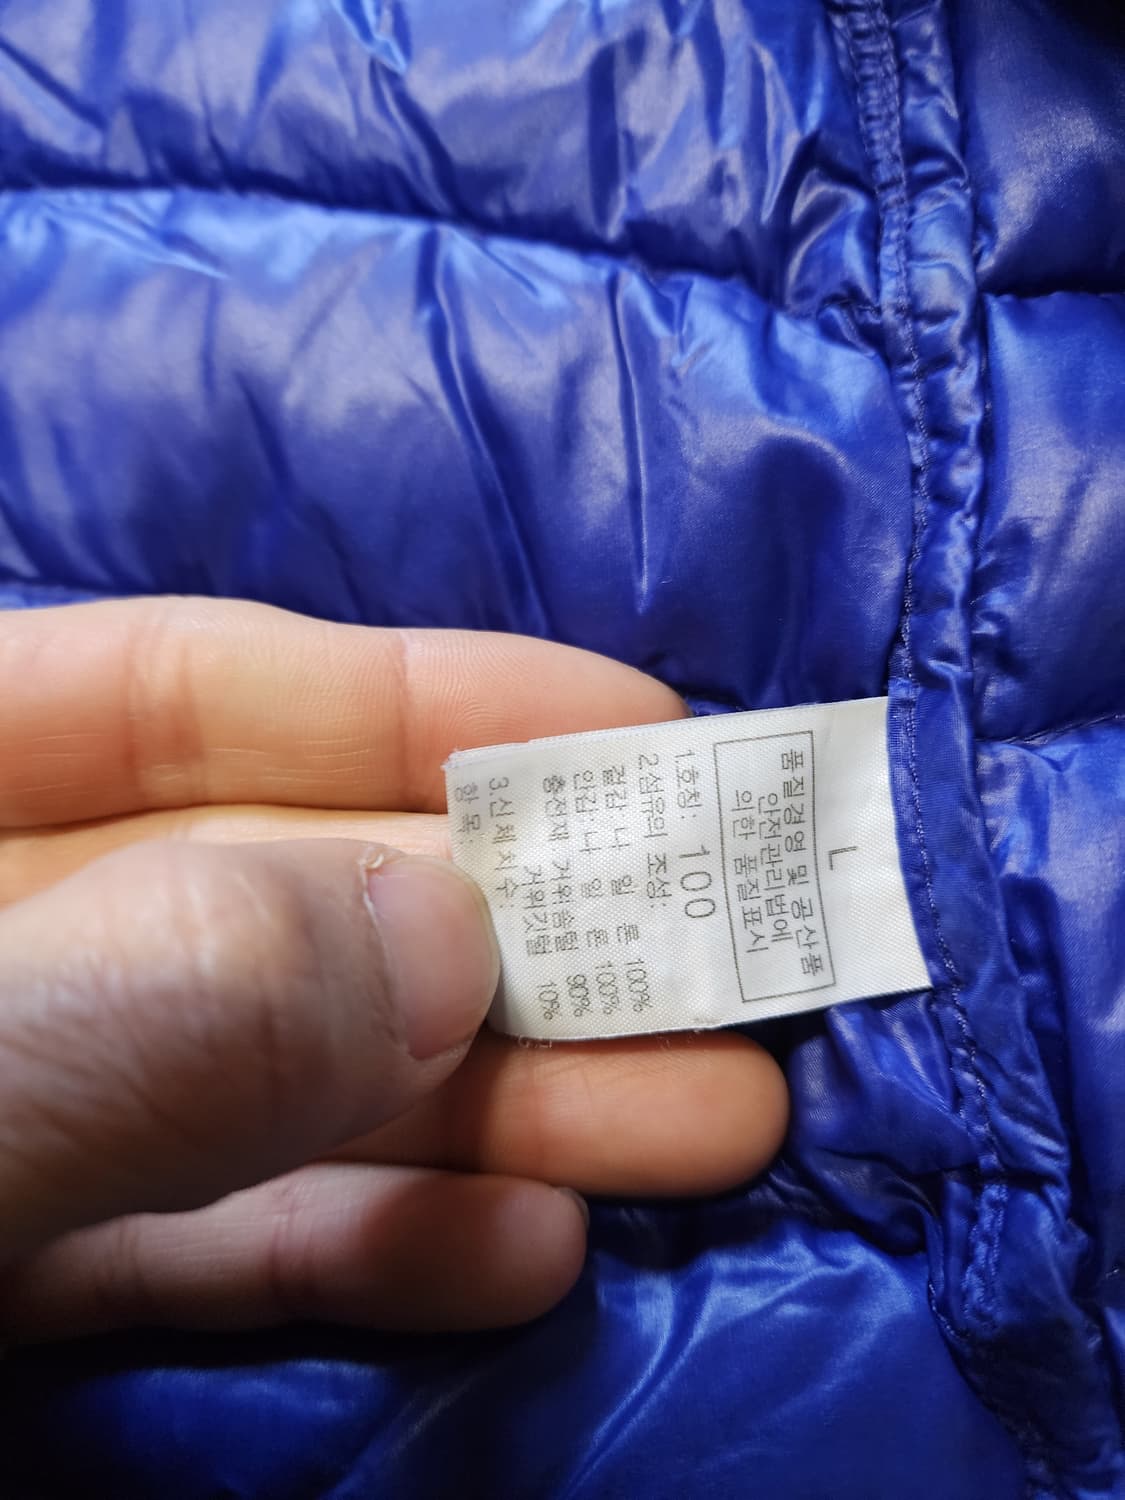 L
품질경영 및 공산품
안전관리법에
의한 품질표시
1.호칭: 100
2.섬유의 조성:
겉감 나 일 론 100%
안감 나 일 론 100%
충전재 거위솜털 90%
거위깃털 10%
3.신체치수:
항목: